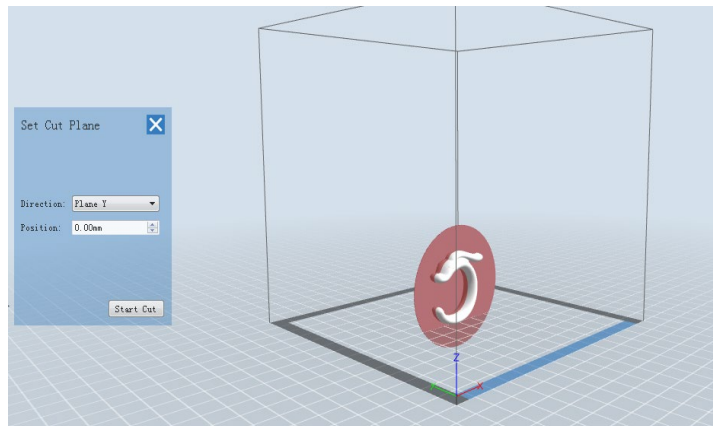 Set Cut Plane
Direction: Plane Y
Position: 0.00mm
Start Cut
Z
X